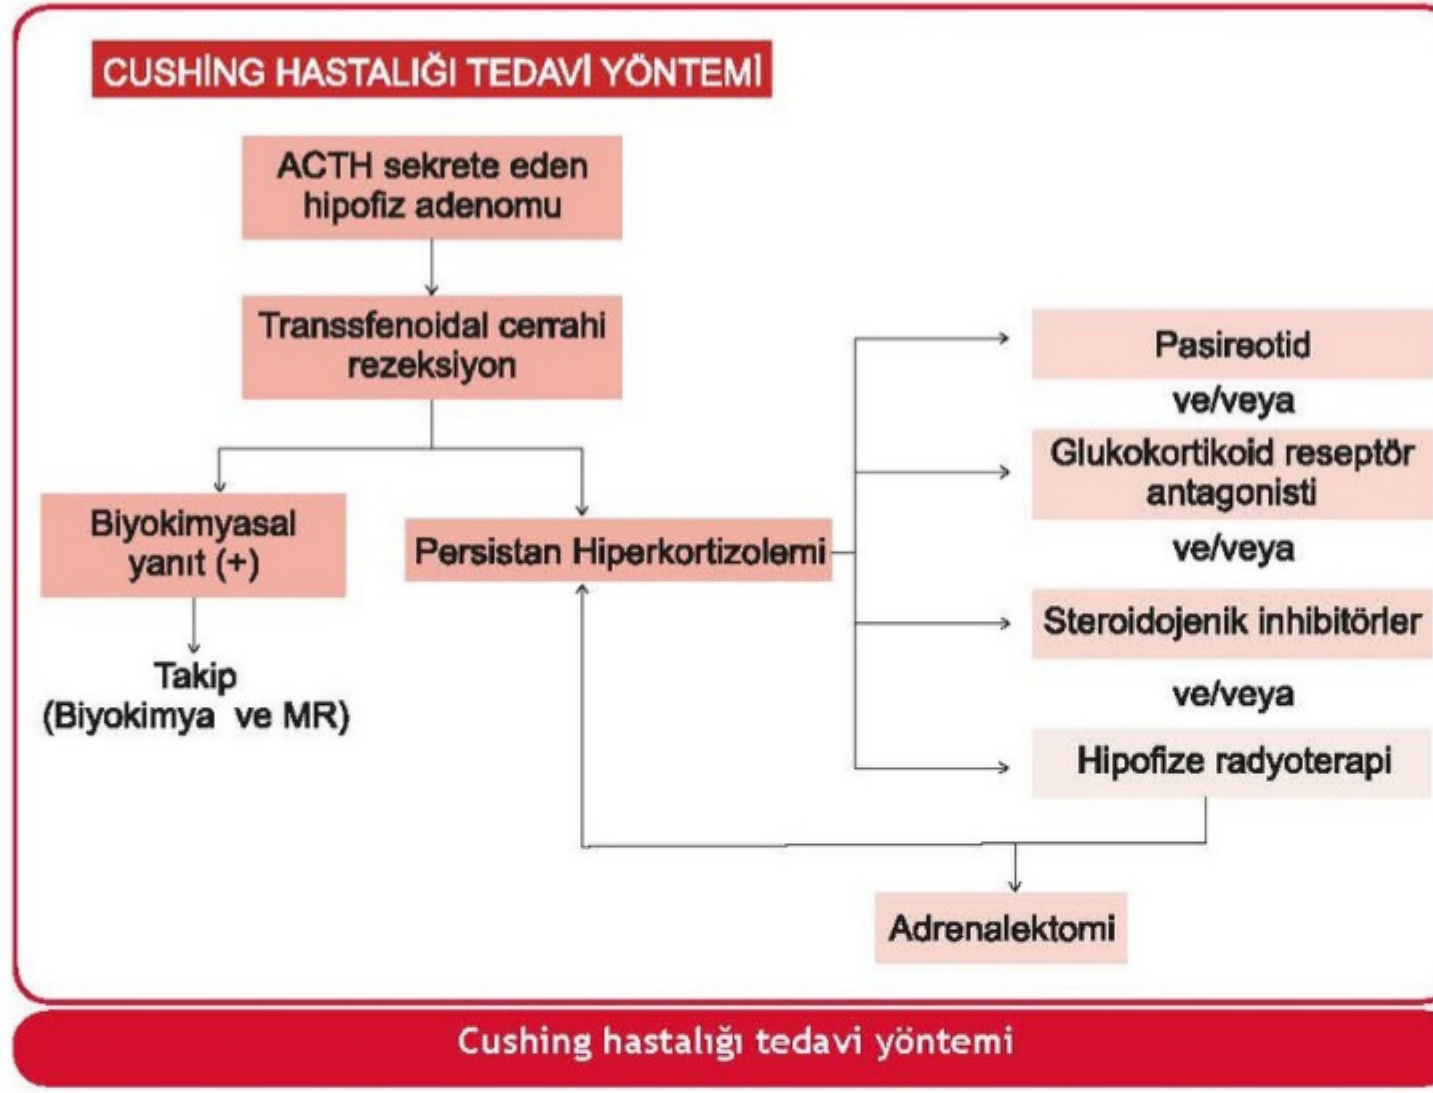 CUSHİNG HASTALIĞI TEDAVİ YÖNTEMİ
ACTH sekrete eden
hipofiz adenomu
Transsfenoidal cerrahi
rezeksiyon
Biyokimyasal
yanıt (+)
Takip
(Biyokimya ve MR)
Persistan Hiperkortizolemi
Pasireotid
ve/veya
Glukokortikoid reseptör
antagonisti
ve/veya
Steroidojenik inhibitörler
ve/veya
Hipofize radyoterapi
Adrenalektomi
Cushing hastalığı tedavi yöntemi